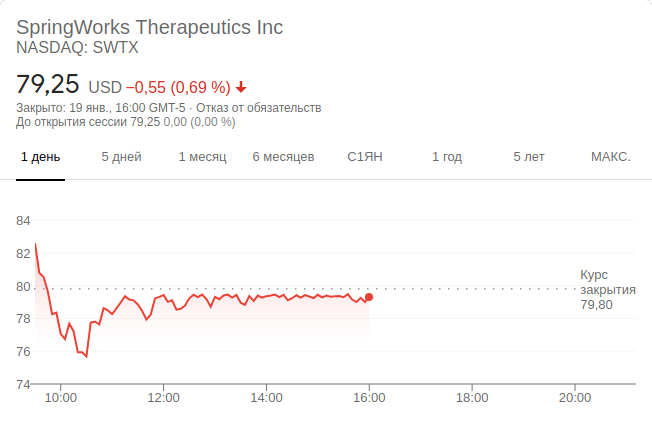 SpringWorks Therapeutics Inc
NASDAQ: SWTX
79,25 USD −0,55 (0,69 %)
Закрыто: 19 янв., 16:00 GMT-5 · Отказ от обязательств
До открытия сессии 79,25 0,00 (0,00 %)
1 день 5 дней 1 месяц 6 месяцев С1ЯН 1 год 5 лет МАКС.
84
82
80
78
76
74
Курс
закрытия
79,80
10:00 12:00 14:00 16:00 18:00 20:00